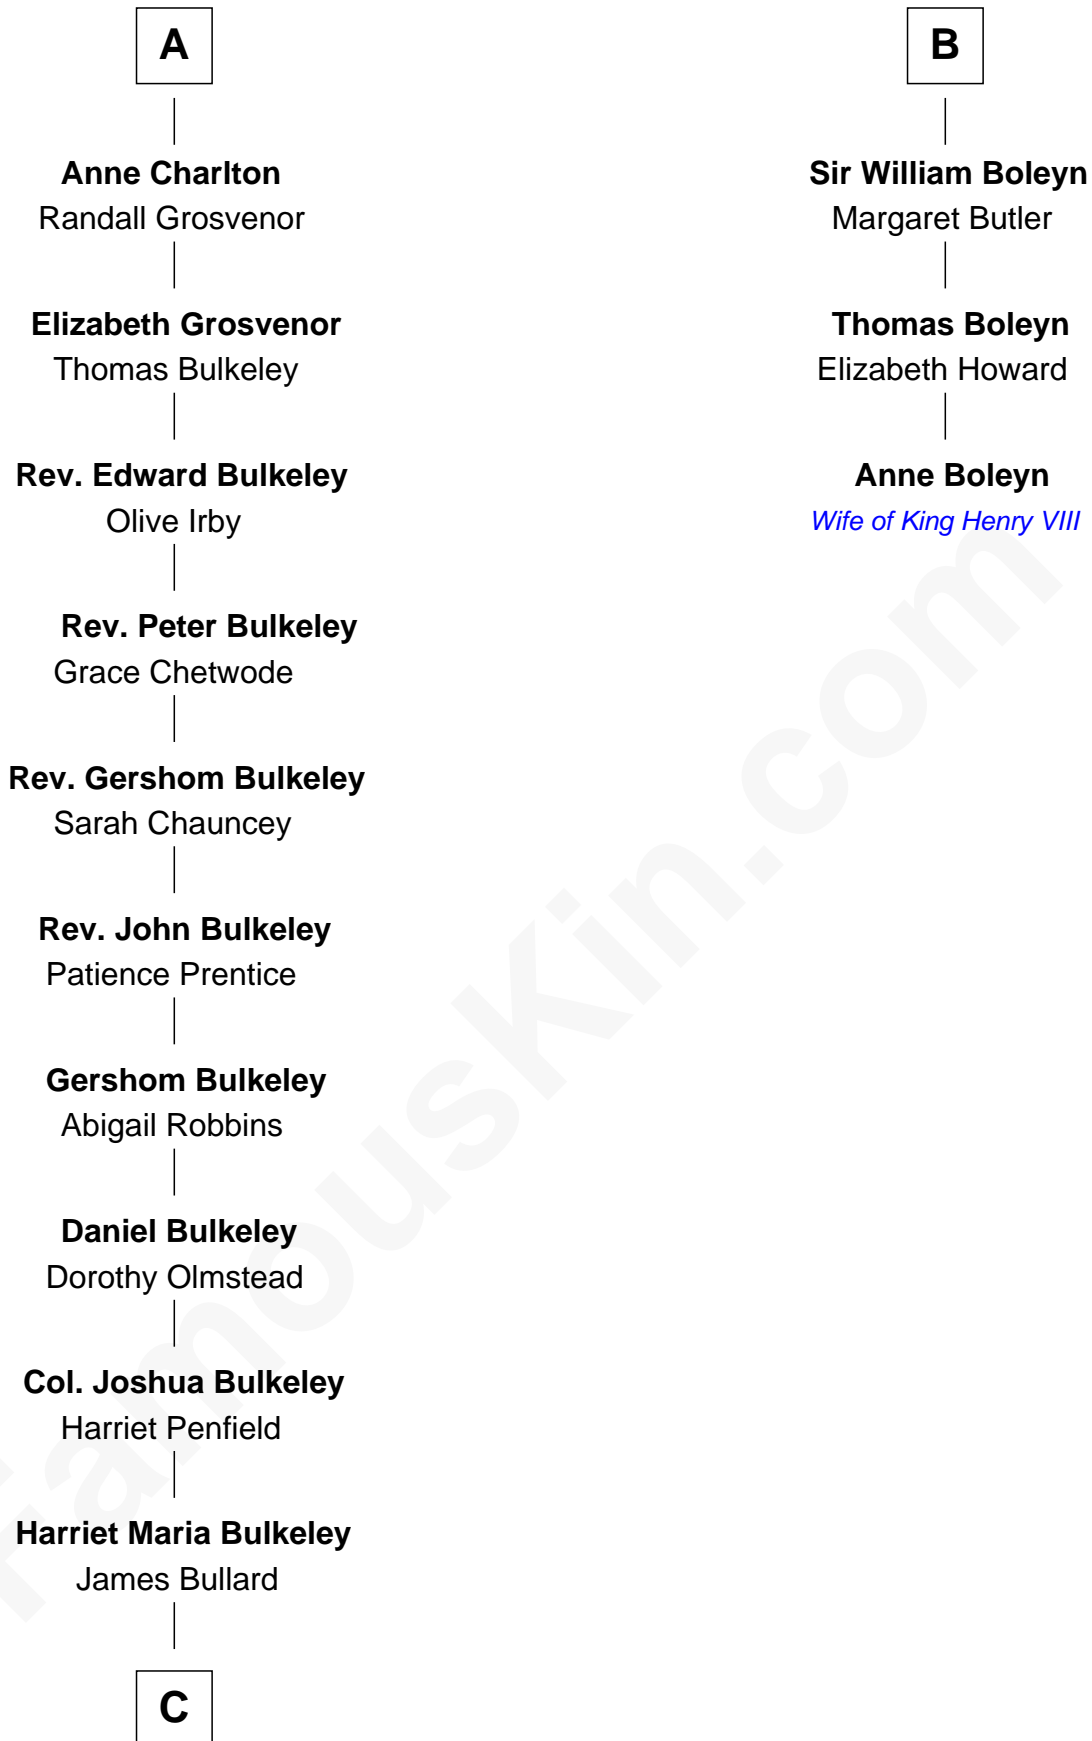 A
Anne Charlton
Randall Grosvenor
Elizabeth Grosvenor
Thomas Bulkeley
Rev. Edward Bulkeley
Olive Irby
Rev. Peter Bulkeley
Grace Chetwode
Rev. Gershom Bulkeley
Sarah Chauncey
Rev. John Bulkeley
Patience Prentice
Gershom Bulkeley
Abigail Robbins
Daniel Bulkeley
Dorothy Olmstead
Col. Joshua Bulkeley
Harriet Penfield
Harriet Maria Bulkeley
James Bullard
C
B
Sir William Boleyn
Margaret Butler
Thomas Boleyn
Elizabeth Howard
Anne Boleyn
Wife of King Henry VIII
FamousKin.com